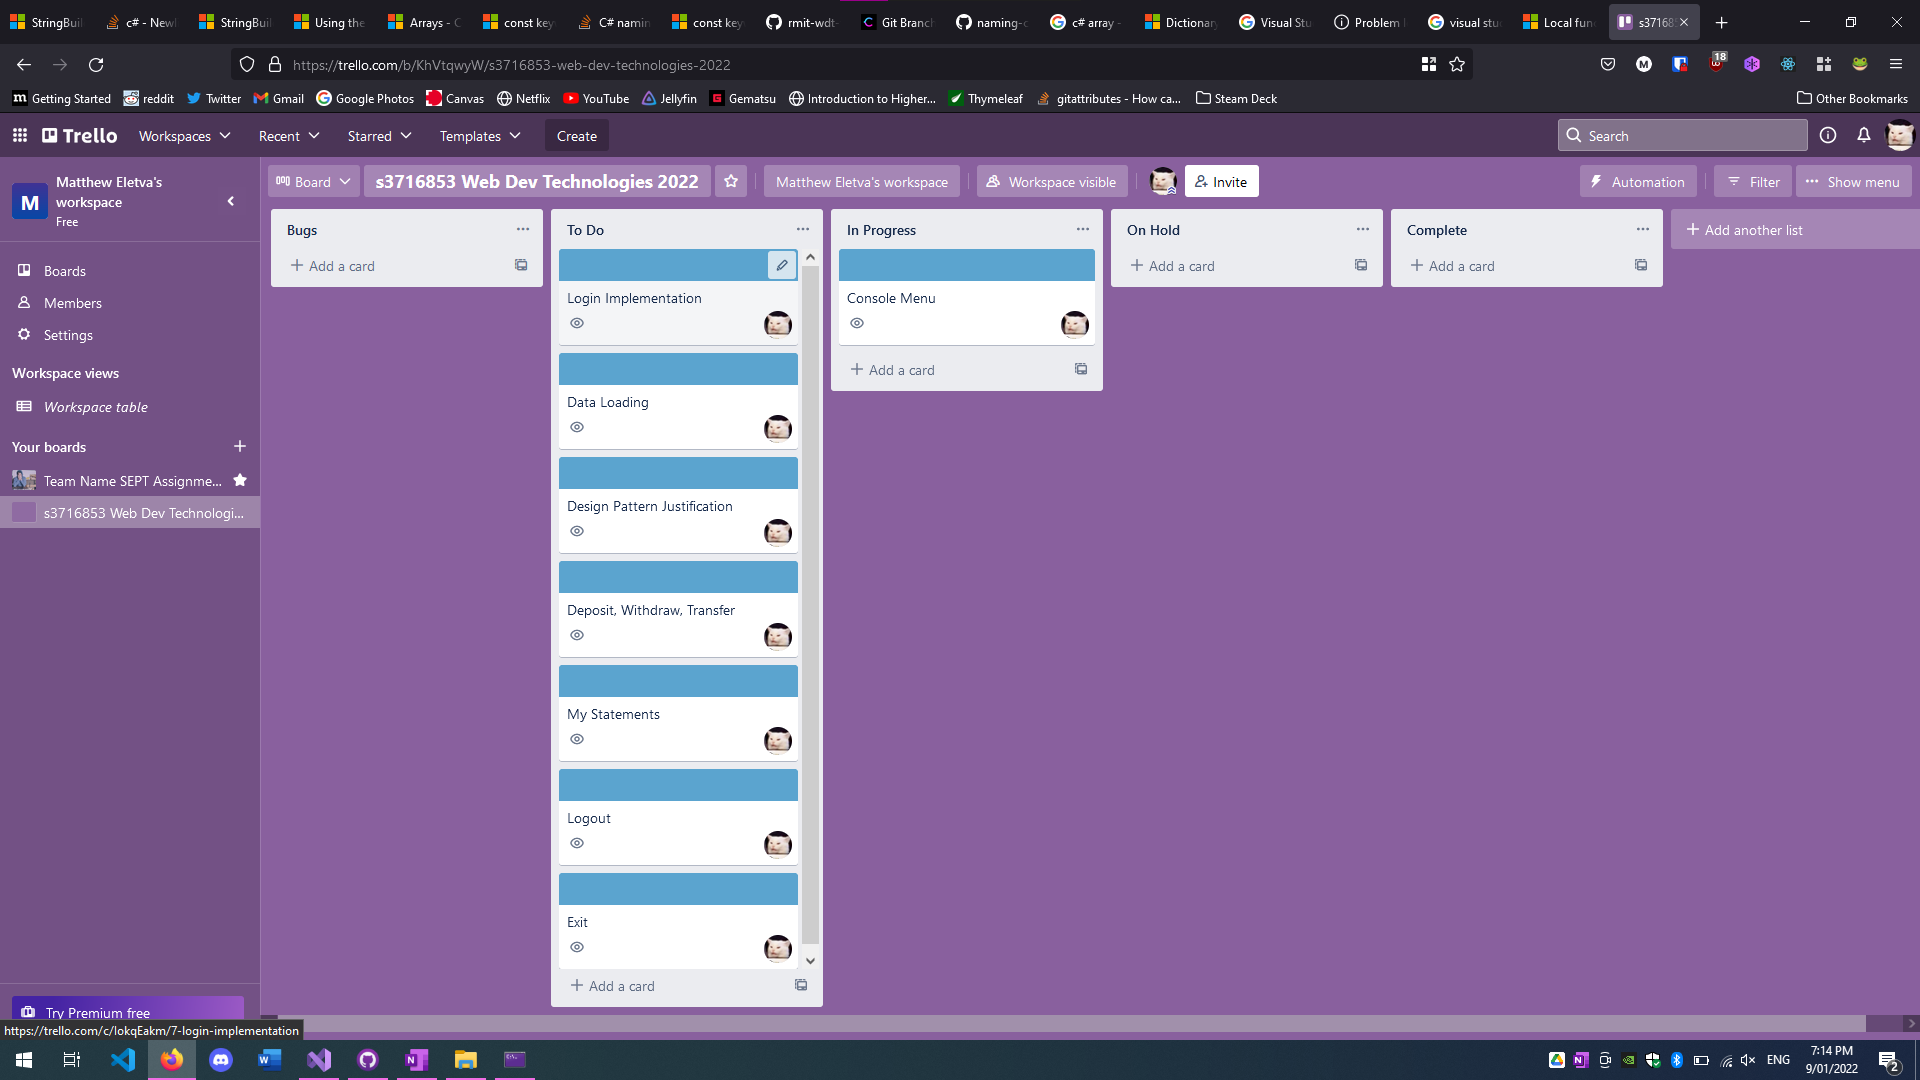 StringBuil
c# - Newl
StringBuil
Using the
Arrays - C
const key
C# namin
const key
rmit-wdt-
Git Branch
naming-c
c# array -
Dictionary
Visual Stu
Problem
visual stu
Local fun
s37168
https://trello.com/b/KhVtqwyW/s3716853-web-dev-technologies-2022
M
18
Getting Started
reddit
Twitter
Gmail
Google Photos
Canvas
Netflix
YouTube
Jellyfin
Gematsu
Introduction to Higher...
Thymeleaf
gitattributes - How ca...
Steam Deck
Other Bookmarks
Trello
Workspaces
Recent
Starred
Templates
Create
Search
M
Matthew Eletva's
workspace
Free
Board
s3716853 Web Dev Technologies 2022
Matthew Eletva's workspace
Workspace visible
Invite
Automation
Filter
Show menu
Boards
Members
Settings
Workspace views
Workspace table
Your boards
Team Name SEPT Assignme...
s3716853 Web Dev Technologi...
Try Premium free
Bugs
Add a card
To Do
Login Implementation
Data Loading
Design Pattern Justification
Deposit, Withdraw, Transfer
My Statements
Logout
Exit
Add a card
In Progress
Console Menu
Add a card
On Hold
Add a card
Complete
Add a card
Add another list
https://trello.com/c/lokqEakm/7-login-implementation
ENG
7:14 PM
9/01/2022
2